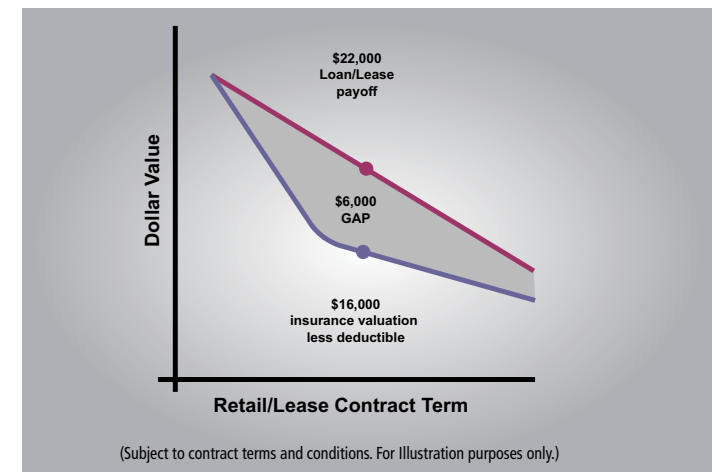 $22,000
Loan/Lease
payoff
Dollar Value
$6,000
GAP
$16,000
insurance valuation
less deductible
Retail/Lease Contract Term
(Subject to contract terms and conditions. For Illustration purposes only.)